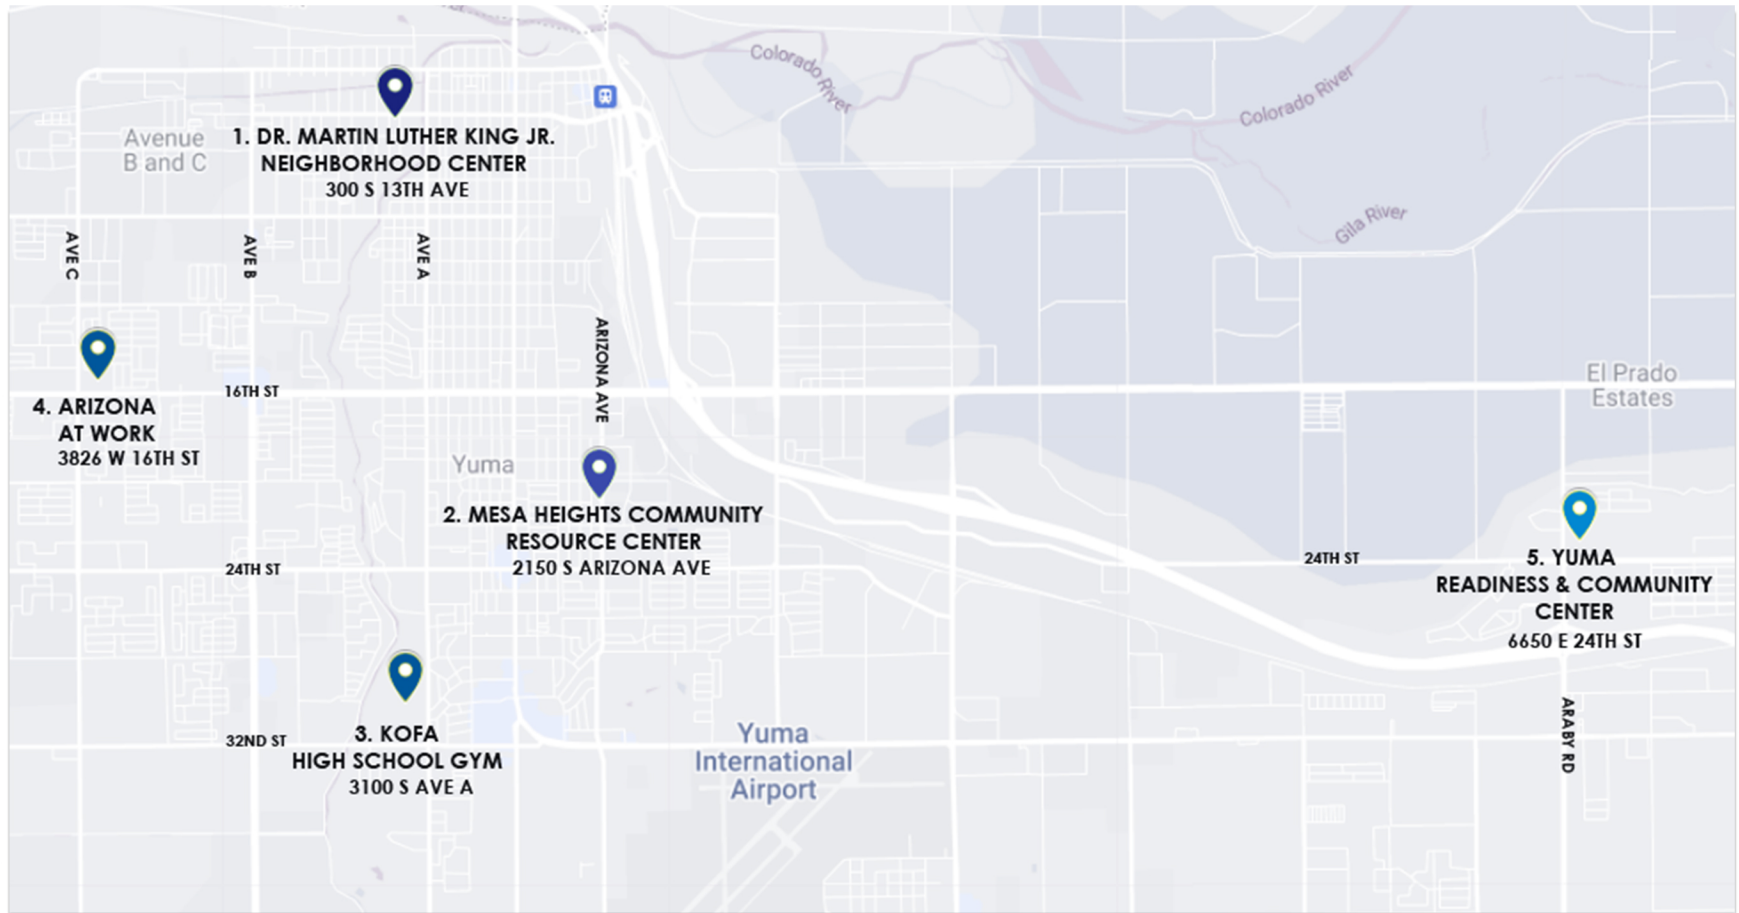 Colorado River
Colorado River
Gila River
Avenue
B and C
1. DR. MARTIN LUTHER KING JR.
NEIGHBORHOOD CENTER
300 S 13TH AVE
AVE C
AVE B
AVE A
ARIZONA AVE
16TH ST
El Prado
Estates
4. ARIZONA
AT WORK
3826 W 16TH ST
Yuma
2. MESA HEIGHTS COMMUNITY
RESOURCE CENTER
2150 S ARIZONA AVE
24TH ST
24TH ST
5. YUMA
READINESS & COMMUNITY
CENTER
6650 E 24TH ST
ARABY RD
32ND ST
3. KOFA
HIGH SCHOOL GYM
3100 S AVE A
Yuma
International
Airport